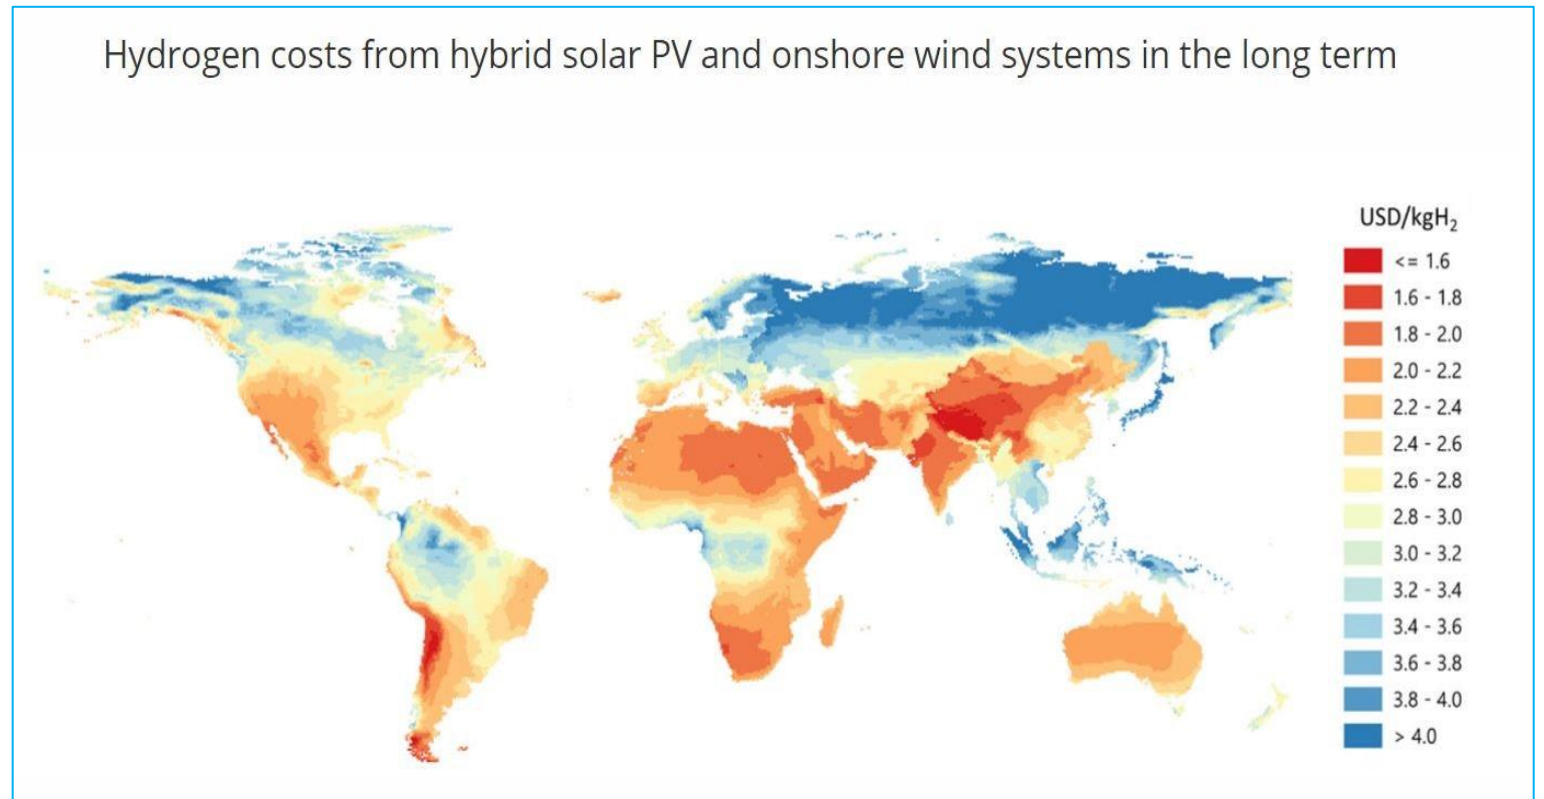 Hydrogen costs from hybrid solar PV and onshore wind systems in the long term
USD/kgH₂
<= 1.6
1.6 - 1.8
1.8 - 2.0
2.0 - 2.2
2.2 - 2.4
2.4 - 2.6
2.6 - 2.8
2.8 - 3.0
3.0 - 3.2
3.2 - 3.4
3.4 - 3.6
3.6 - 3.8
3.8 - 4.0
> 4.0